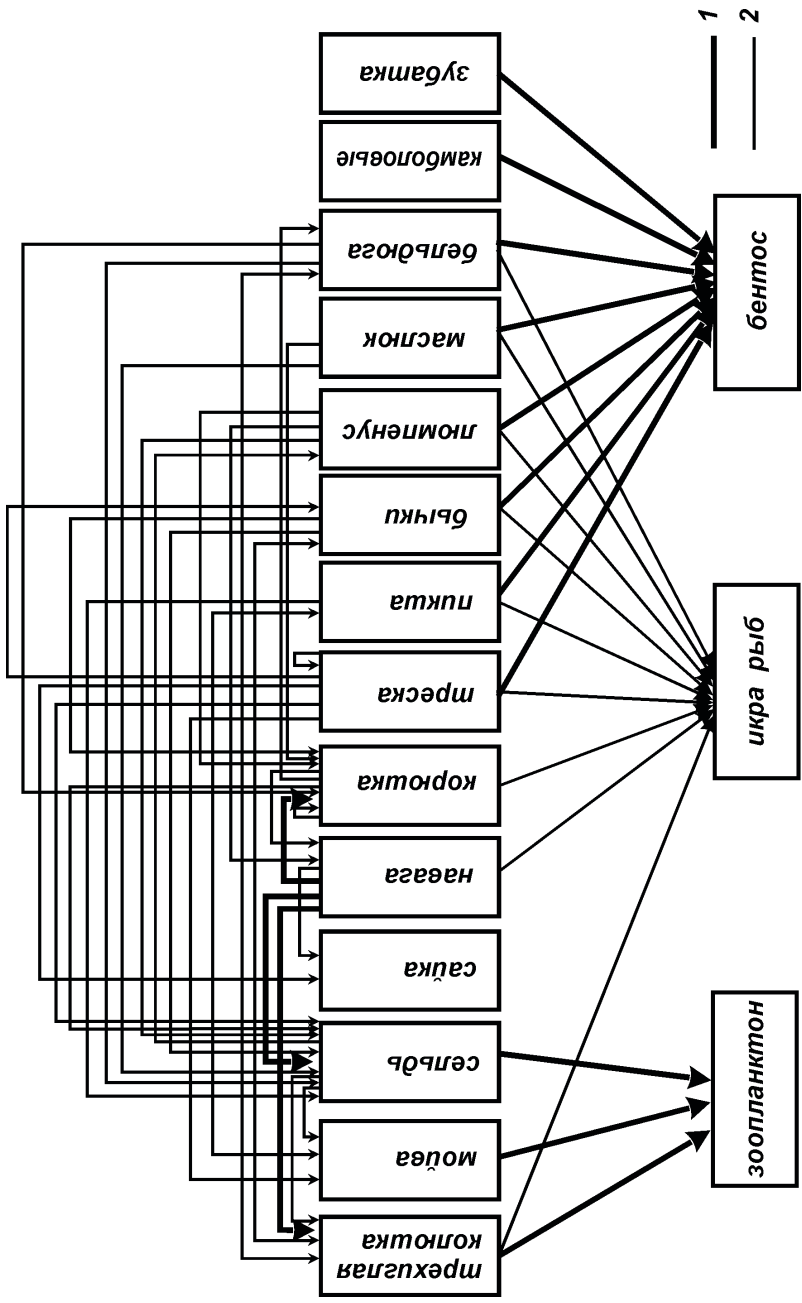 1
2
зубатка
камболовые
бельдюга
маслюк
люмпенус
бычки
пикша
треска
корюшка
навага
сайка
сельдь
мойва
трехиглая
колюшка
бентос
икра рыб
зоопланктон